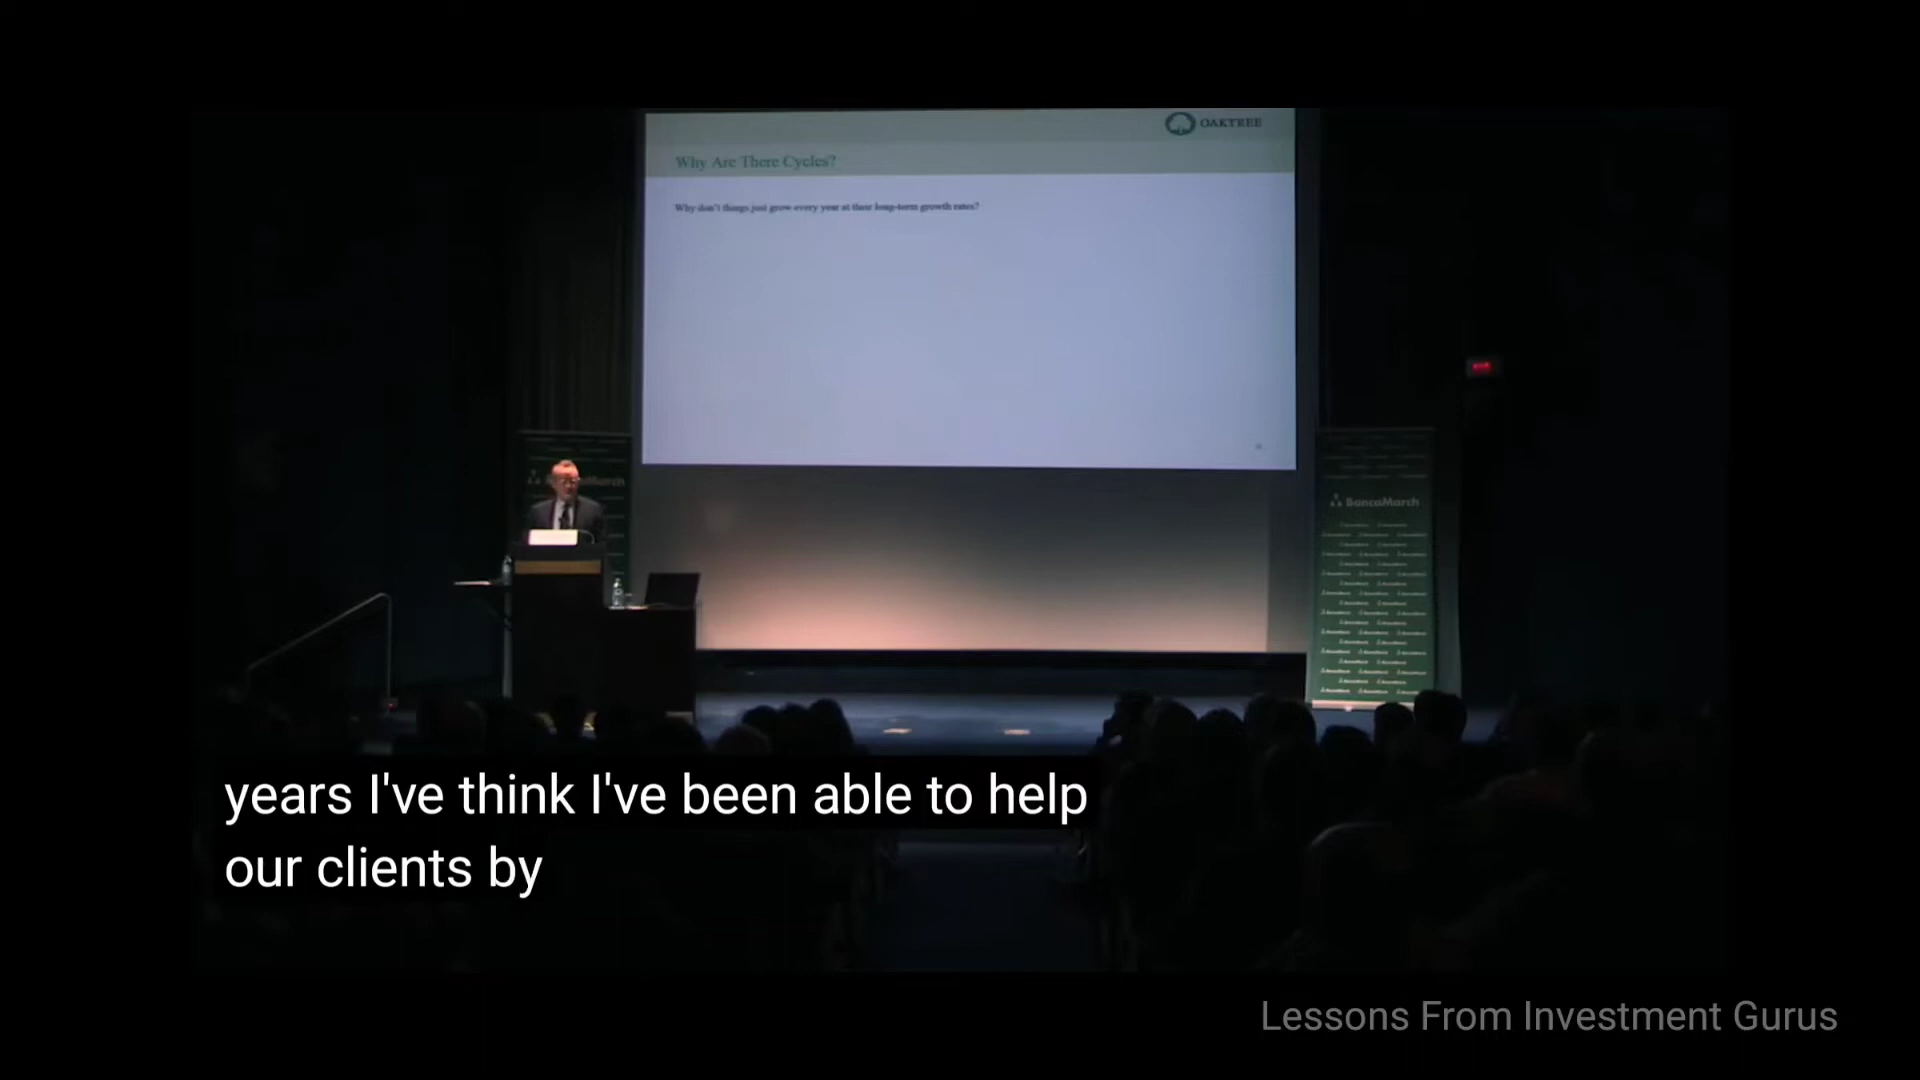 OAKTREE
Why Are There Cycles?
Why don't things just grow every year at their long-term growth rates?
BancaMarch
years I've think I've been able to help
our clients by
Lessons From Investment Gurus